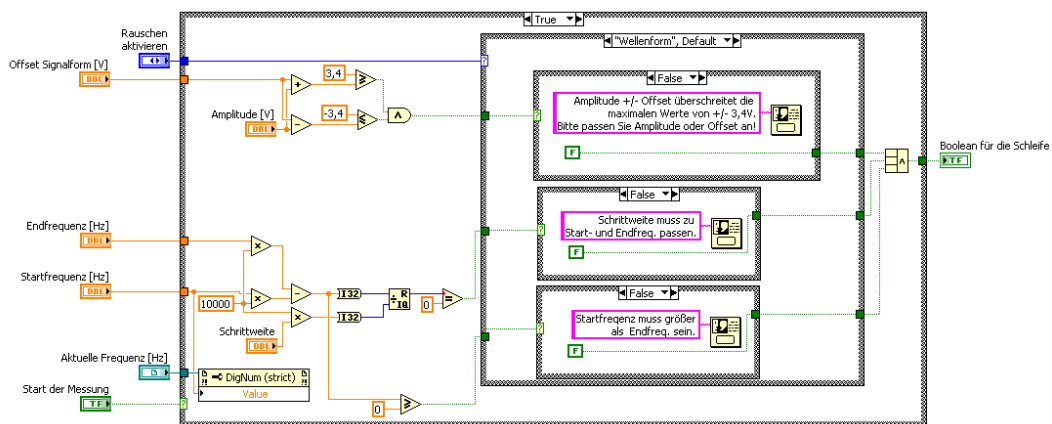 True
Rauschen
aktivieren
"Wellenform", Default
Offset Signalform [V]
DBL
3,4
False
Amplitude +/- Offset überschreitet die
maximalen Werte von +/- 3,4V.
Bitte passen Sie Amplitude oder Offset an!
-3,4
Amplitude [V]
DBL
F
Boolean für die Schleife
TF
False
Schrittweite muss zu
Start- und Endfreq. passen.
F
Endfrequenz [Hz]
DBL
Startfrequenz [Hz]
DBL
10000
I32
I32
R
IQ
0
False
Startfreqenz muss größer
als Endfreq. sein.
F
Schrittweite
DBL
Aktuelle Frequenz [Hz]
DigNum (strict)
Value
Start der Messung
TF
0